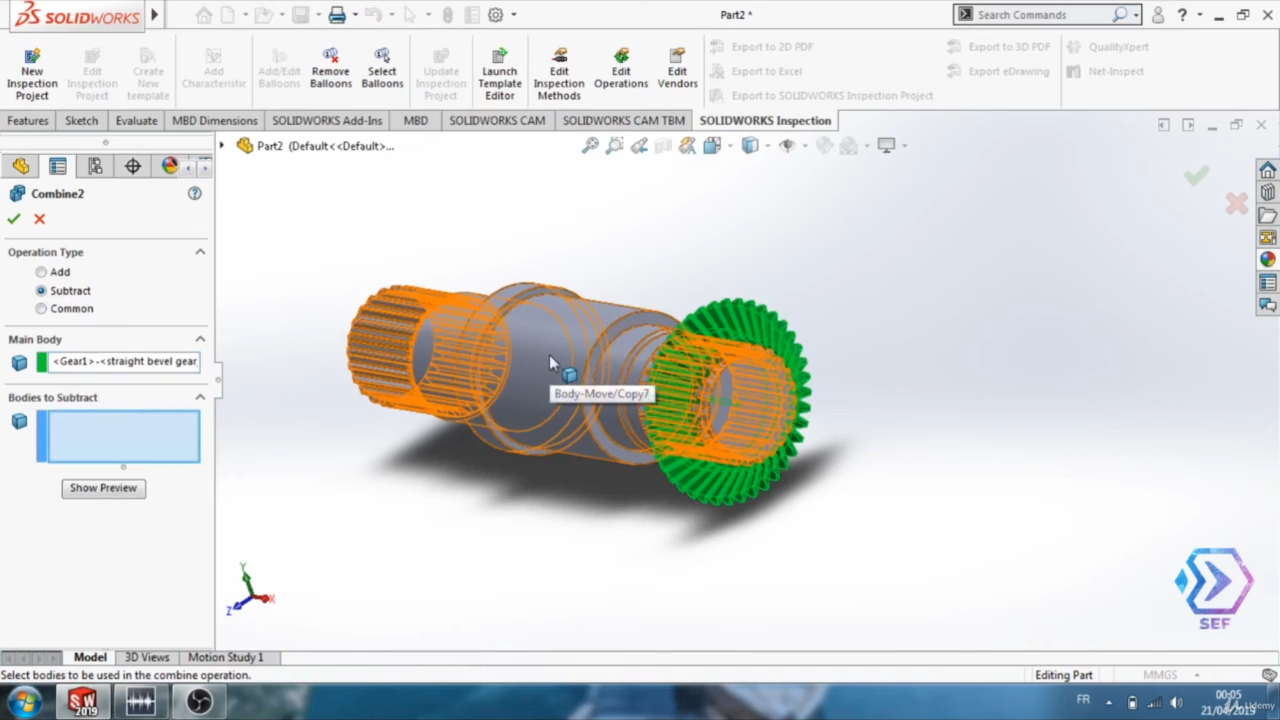 SOLIDWORKS
Part2 *
Search Commands
?
New Inspection Project
Edit Inspection Project
Create New template
Add Characteristic
Add/Edit Balloons
Remove Balloons
Select Balloons
Update Inspection Project
Launch Template Editor
Edit Inspection Methods
Edit Operations
Edit Vendors
Export to 2D PDF
Export to Excel
Export to SOLIDWORKS Inspection Project
Export to 3D PDF
Export eDrawing
QualityXpert
Net-Inspect
Features
Sketch
Evaluate
MBD Dimensions
SOLIDWORKS Add-Ins
MBD
SOLIDWORKS CAM
SOLIDWORKS CAM TBM
SOLIDWORKS Inspection
Part2 (Default<<Default>...
Combine2
Operation Type
Add
Subtract
Common
Main Body
<Gear1>-<straight bevel gear
Bodies to Subtract
Show Preview
Body-Move/Copy7
Y
X
Z
SEF
Model
3D Views
Motion Study 1
Select bodies to be used in the combine operation.
Editing Part
MMGS
SW
2019
FR
00:05
21/04/2019
Udemy